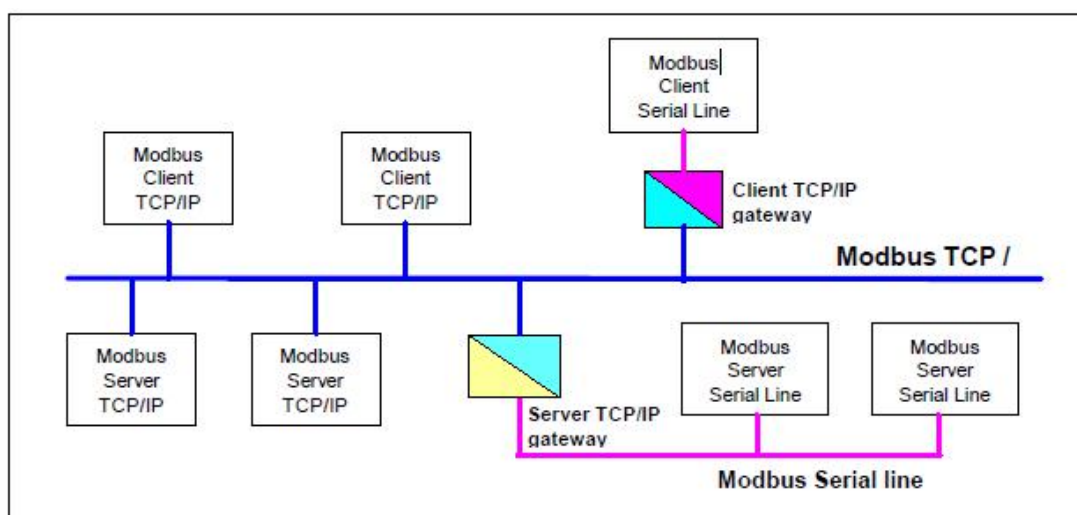 Modbus
Client
Serial Line
Modbus
Client
TCP/IP
Modbus
Client
TCP/IP
Client TCP/IP
gateway
Modbus TCP /
Modbus
Server
TCP/IP
Modbus
Server
TCP/IP
Server TCP/IP
gateway
Modbus
Server
Serial Line
Modbus
Server
Serial Line
Modbus Serial line